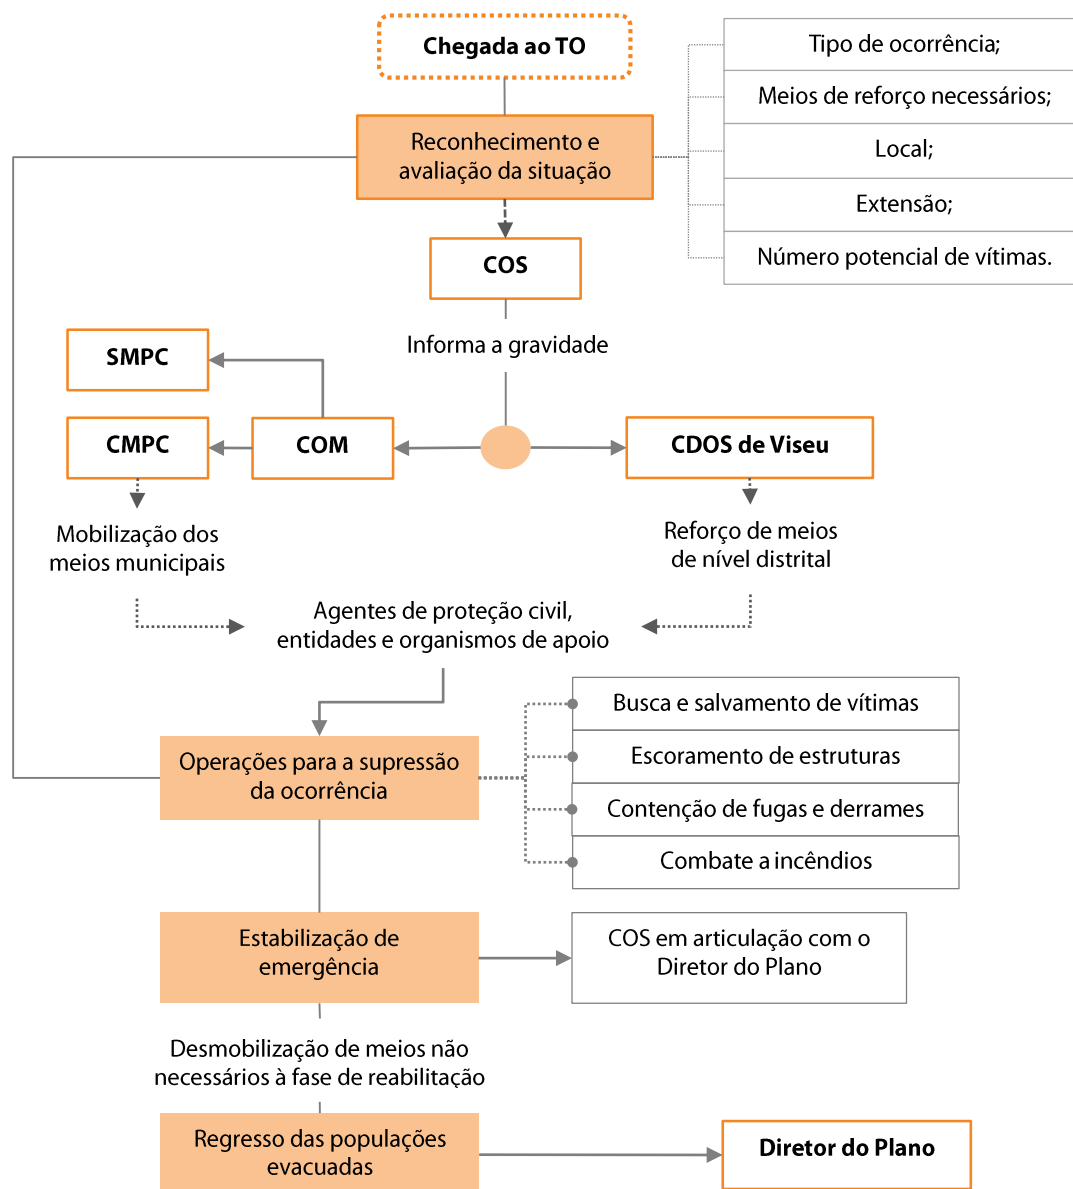 Chegada ao TO
Reconhecimento e
avaliação da situação
Tipo de ocorrência;
Meios de reforço necessários;
Local;
Extensão;
Número potencial de vítimas.
COS
Informa a gravidade
SMPC
CMPC
COM
CDOS de Viseu
Mobilização dos
meios municipais
Reforço de meios
de nível distrital
Agentes de proteção civil,
entidades e organismos de apoio
Operações para a supressão
da ocorrência
Busca e salvamento de vítimas
Escoramento de estruturas
Contenção de fugas e derrames
Combate a incêndios
Estabilização de
emergência
COS em articulação com o
Diretor do Plano
Desmobilização de meios não
necessários à fase de reabilitação
Regresso das populações
evacuadas
Diretor do Plano